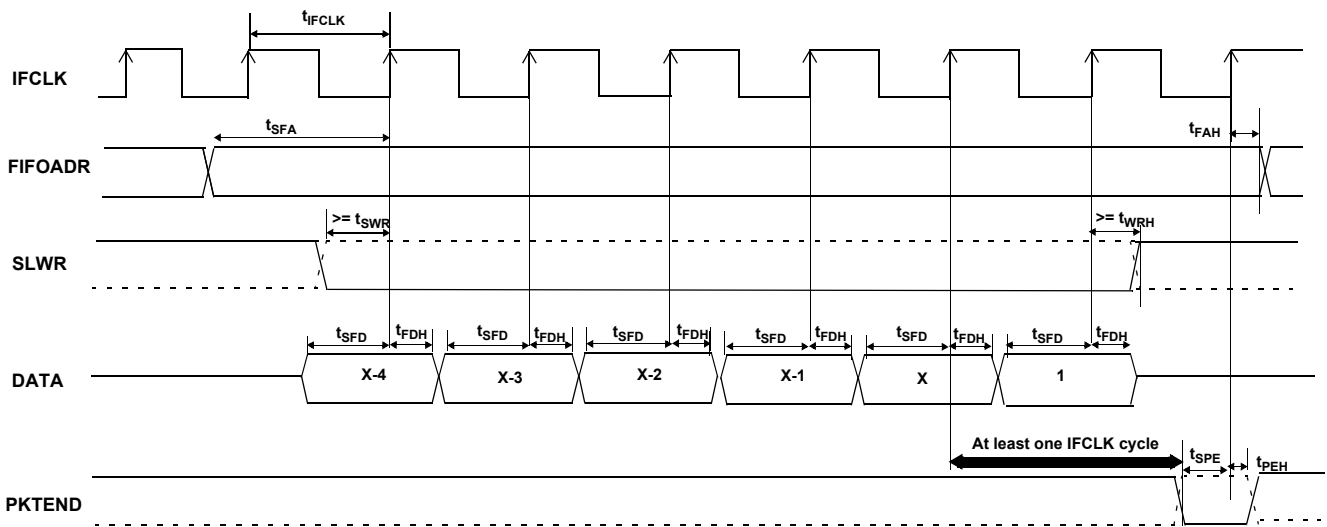 tIFCLK
IFCLK
tSFA
tFAH
FIFOADR
>= tSWR
>= tWRH
SLWR
tSFD tFDH tSFD tFDH tSFD tFDH tSFD tFDH tSFD tFDH tSFD tFDH
DATA X-4 X-3 X-2 X-1 X 1
At least one IFCLK cycle
tSPE
tPEH
PKTEND